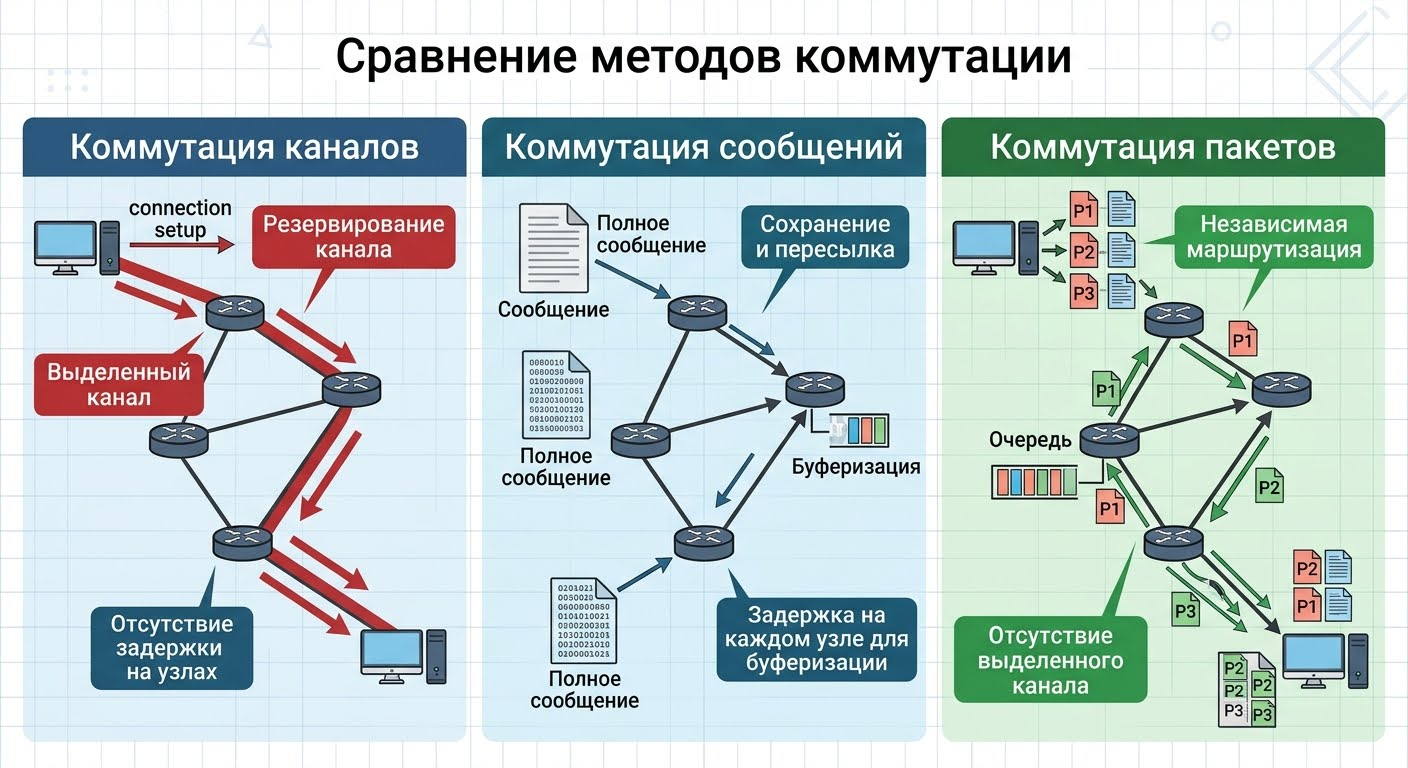 Сравнение методов коммутации
Коммутация каналов
connection
setup
Резервирование
канала
Выделенный
канал
Отсутствие
задержки
на узлах
Коммутация сообщений
Полное
сообщение
Сохранение
и пересылка
Сообщение
Полное
сообщение
Буферизация
Полное
сообщение
Задержка на
каждом узле для
буферизации
Коммутация пакетов
P1
P2
P3
Независимая
маршрутизация
P1
P1
Очередь
P1
P2
P3
P2
P1
Отсутствие
выделенного
канала
P2
P2
P2
P3
P3